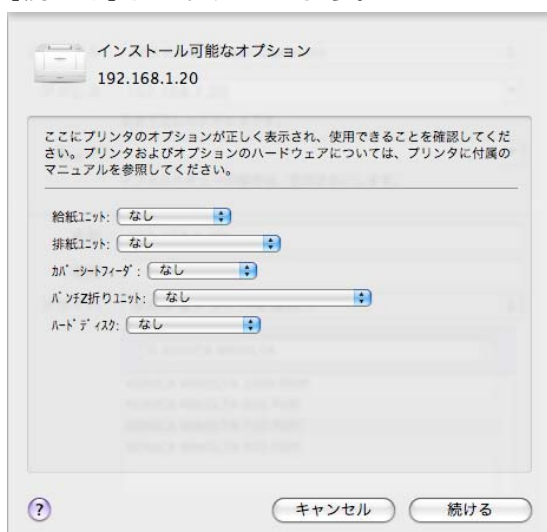 インストール可能なオプション
192.168.1.20
ここにプリンタのオプションが正しく表示され、使用できることを確認してくだ
さい。プリンタおよびオプションのハードウェアについては、プリンタに付属の
マニュアルを参照してください。
給紙ﾕﾆｯﾄ: なし
排紙ﾕﾆｯﾄ: なし
ｶﾊﾞｰｼｰﾄﾌｨｰﾀﾞ: なし
ﾊﾟﾝﾁZ折りﾕﾆｯﾄ: なし
ﾊｰﾄﾞﾃﾞｨｽｸ: なし
?
キャンセル 続ける